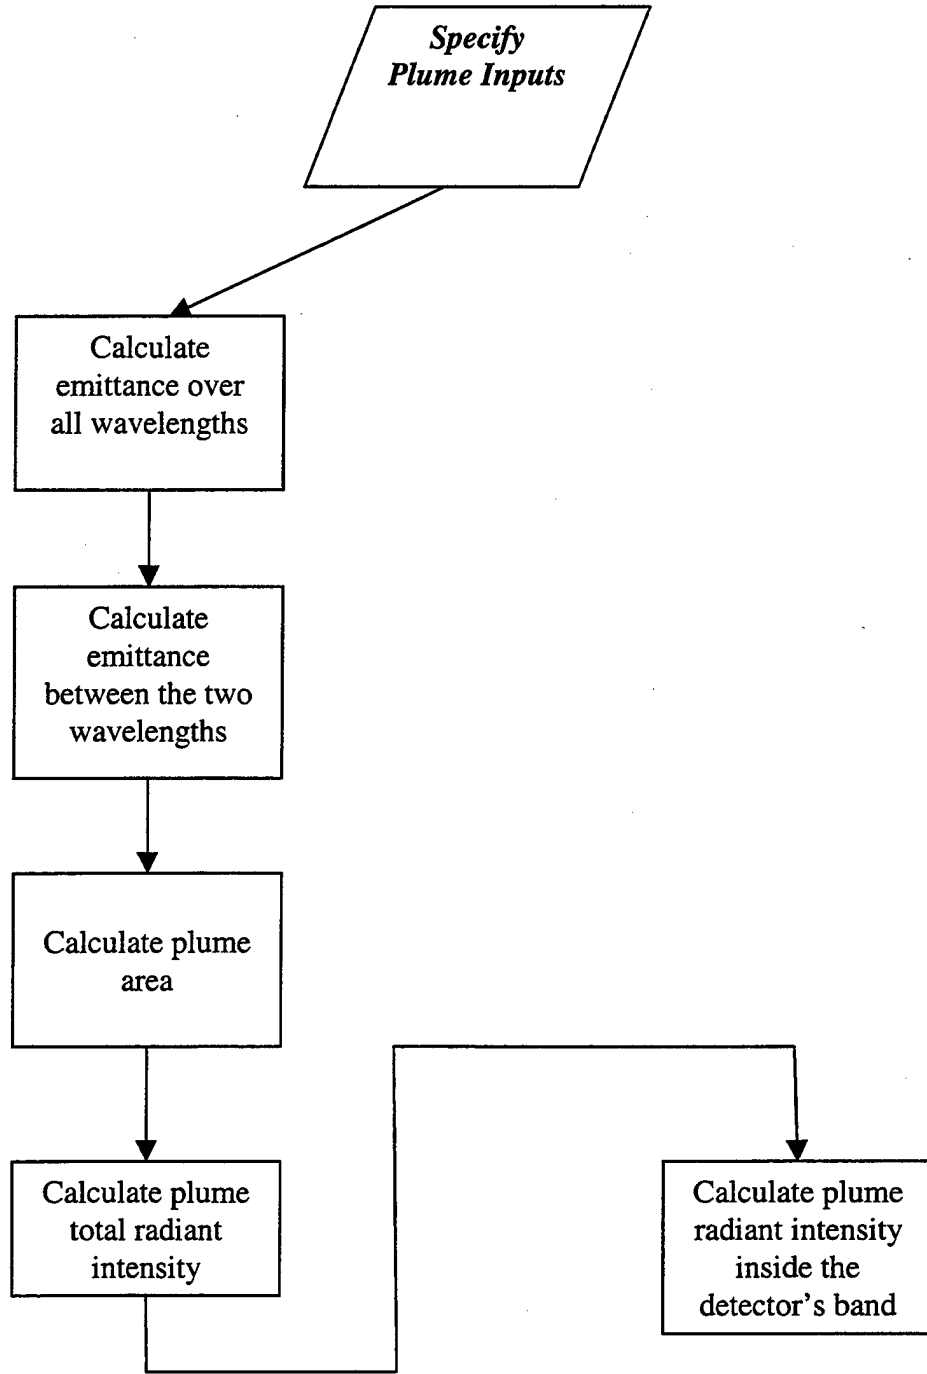 Specify
Plume Inputs
Calculate
emittance over
all wavelengths
Calculate
emittance
between the two
wavelengths
Calculate plume
area
Calculate plume
total radiant
intensity
Calculate plume
radiant intensity
inside the
detector's band